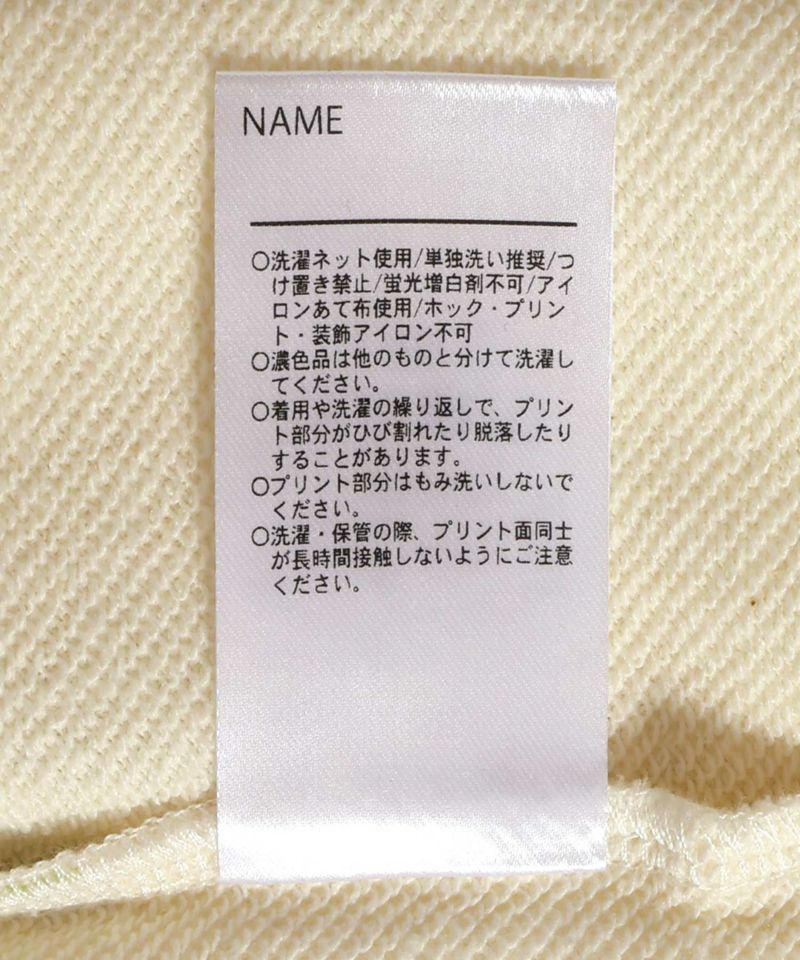 NAME
○洗濯ネット使用/単独洗い推奨/つ
け置き禁止/蛍光増白剤不可/アイ
ロンあて布使用/ホック・プリン
ト・装飾アイロン不可
○濃色品は他のものと分けて洗濯し
てください。
○着用や洗濯の繰り返しで、プリン
ト部分がひび割れたり脱落したり
することがあります。
○プリント部分はもみ洗いしないで
ください。
○洗濯・保管の際、プリント面同士
が長時間接触しないようにご注意
ください。